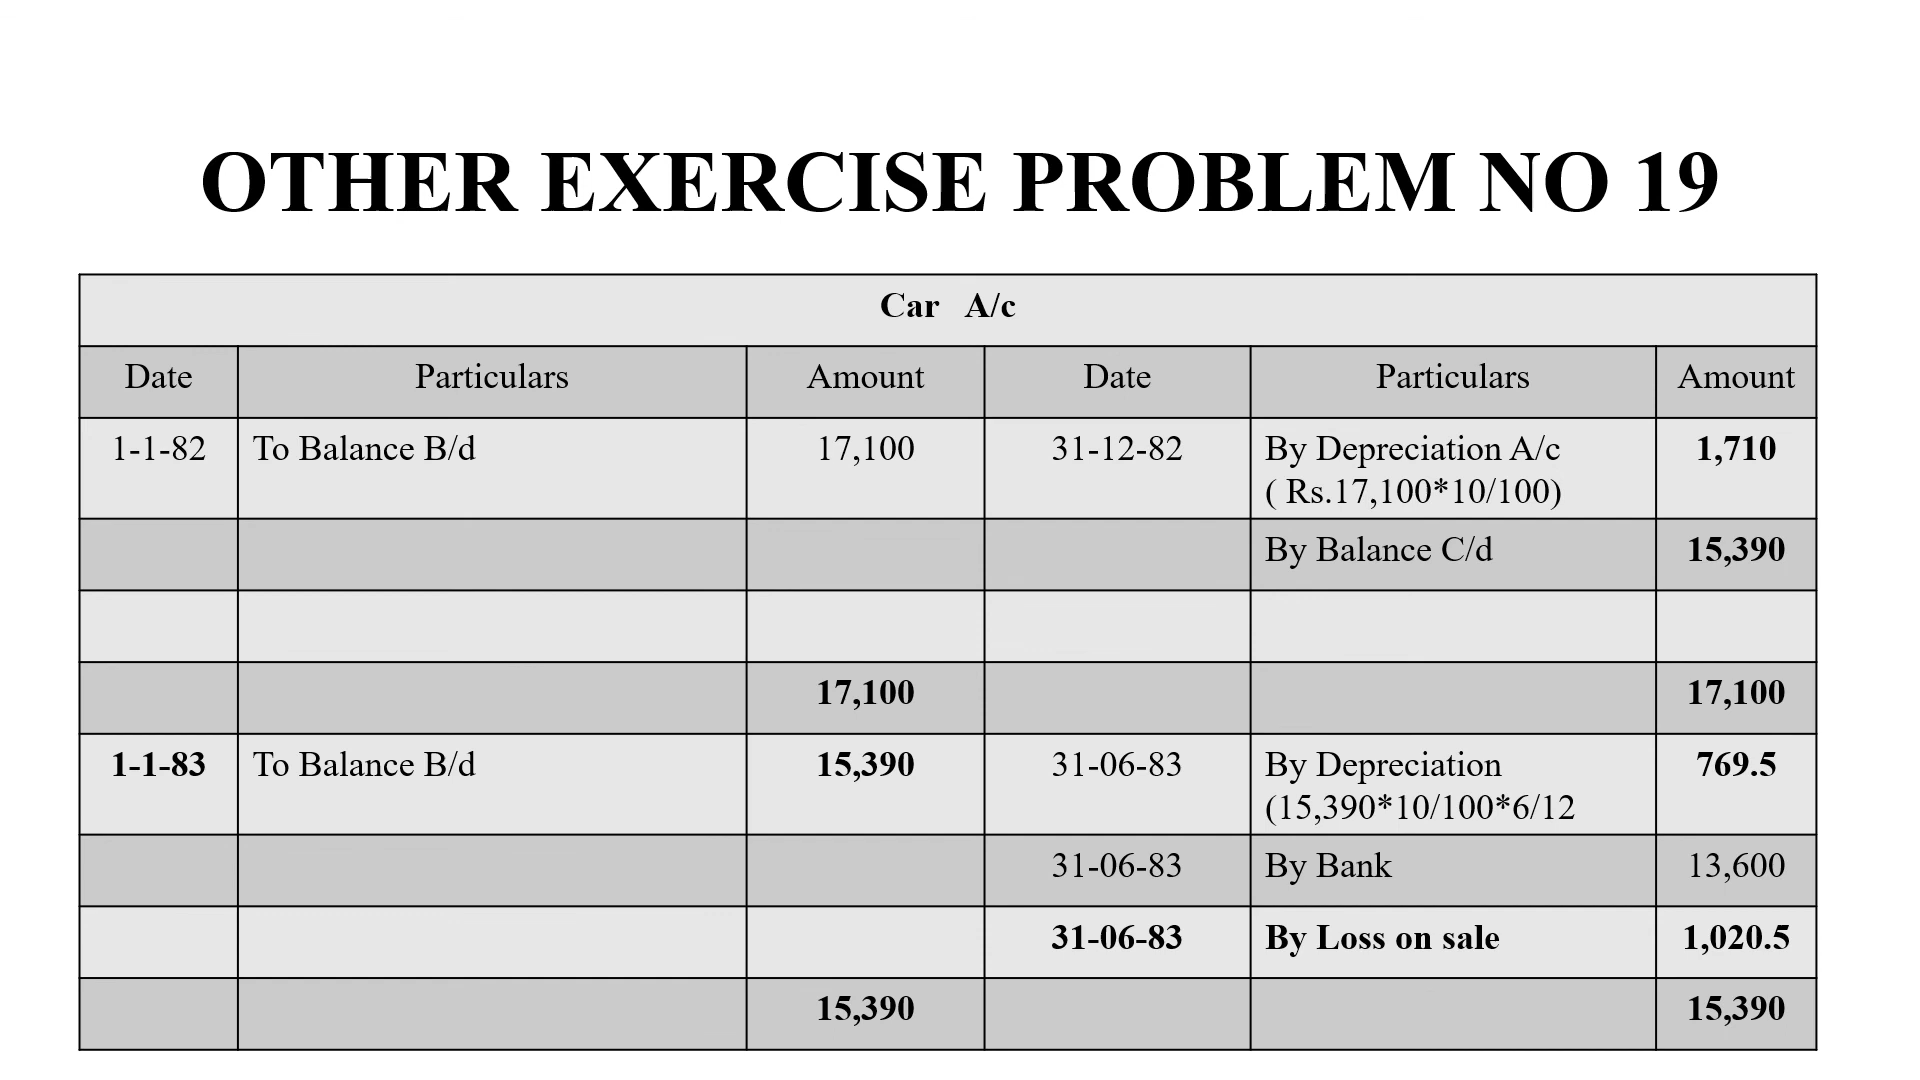 OTHER EXERCISE PROBLEM NO 19
Car A/c
Date Particulars Amount Date Particulars Amount
1-1-82 To Balance B/d 17,100 31-12-82 By Depreciation A/c 1,710
( Rs.17,100*10/100)
By Balance C/d 15,390
17,100 17,100
1-1-83 To Balance B/d 15,390 31-06-83 By Depreciation 769.5
(15,390*10/100*6/12
31-06-83 By Bank 13,600
31-06-83 By Loss on sale 1,020.5
15,390 15,390